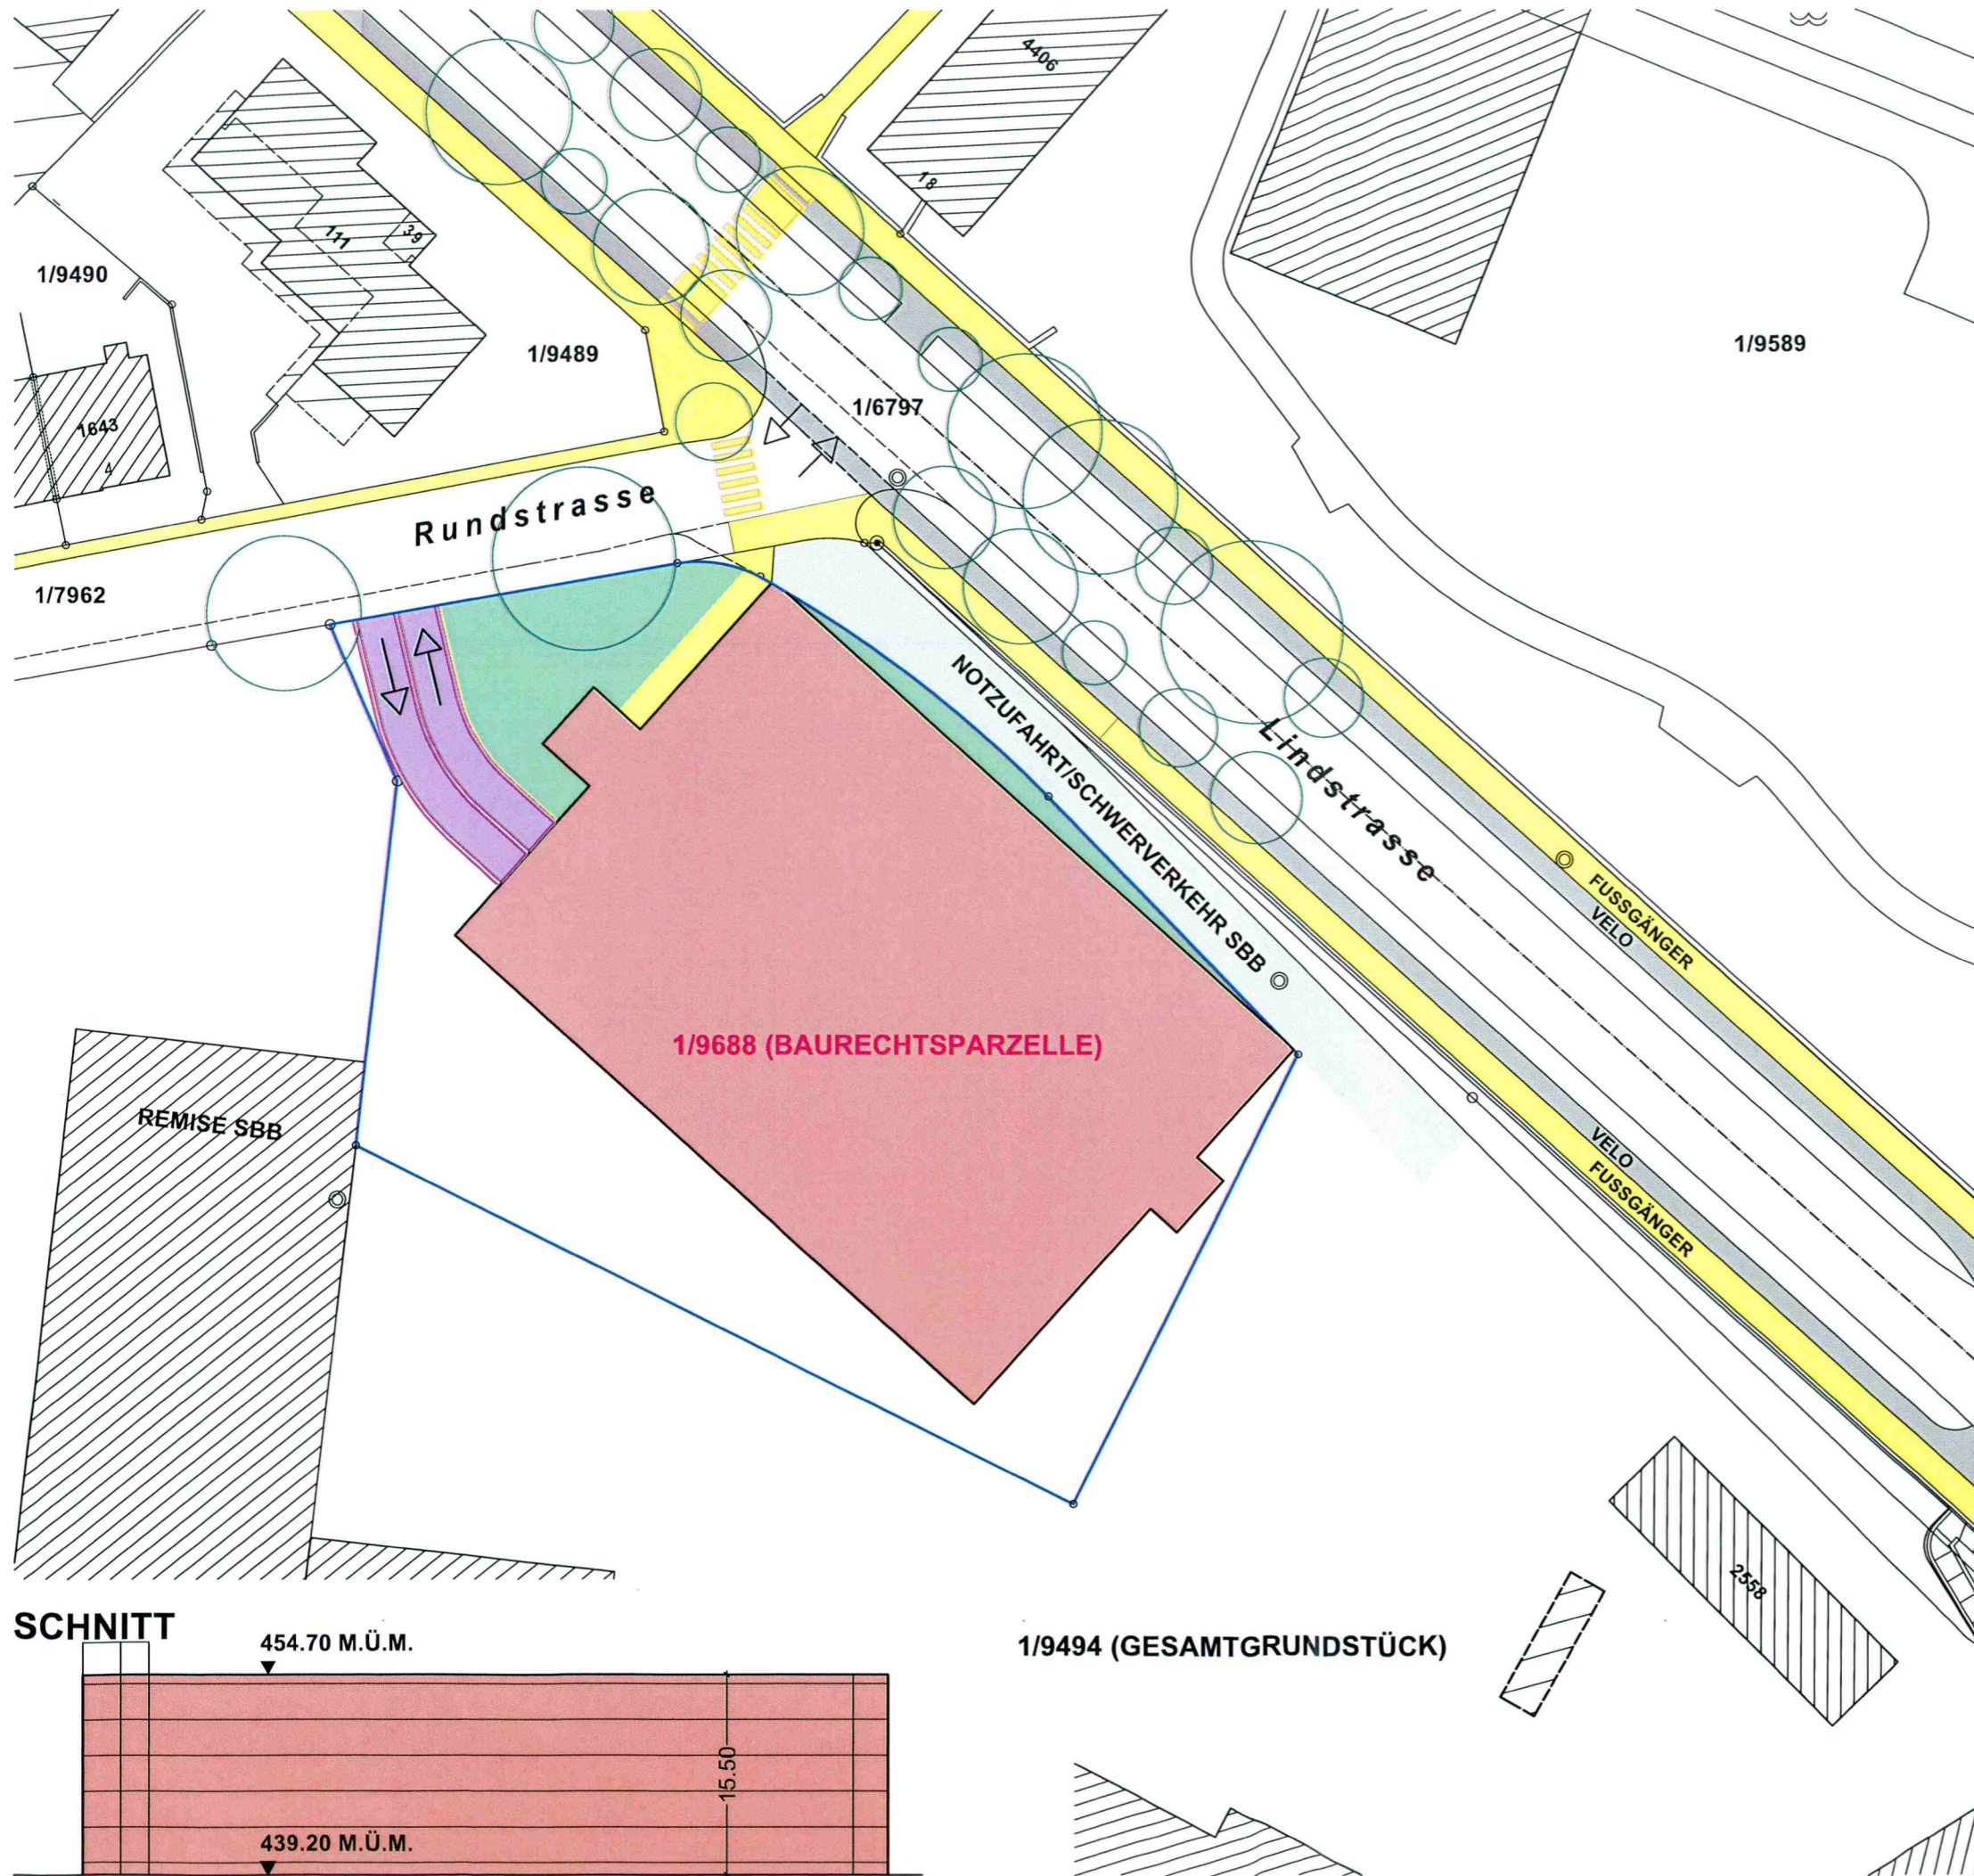 4406
18
111
39
1/9490
1/9489
1/9589
1/6797
1643
4
Rundstrasse
1/7962
NOTZUFAHRT/SCHWERVERKEHR SBB
Lindstrasse
FUSSGÄNGER
VELO
1/9688 (BAURECHTSPARZELLE)
REMISE SBB
VELO
FUSSGÄNGER
2558
SCHNITT
454.70 M.Ü.M.
1/9494 (GESAMTGRUNDSTÜCK)
15.50
439.20 M.Ü.M.